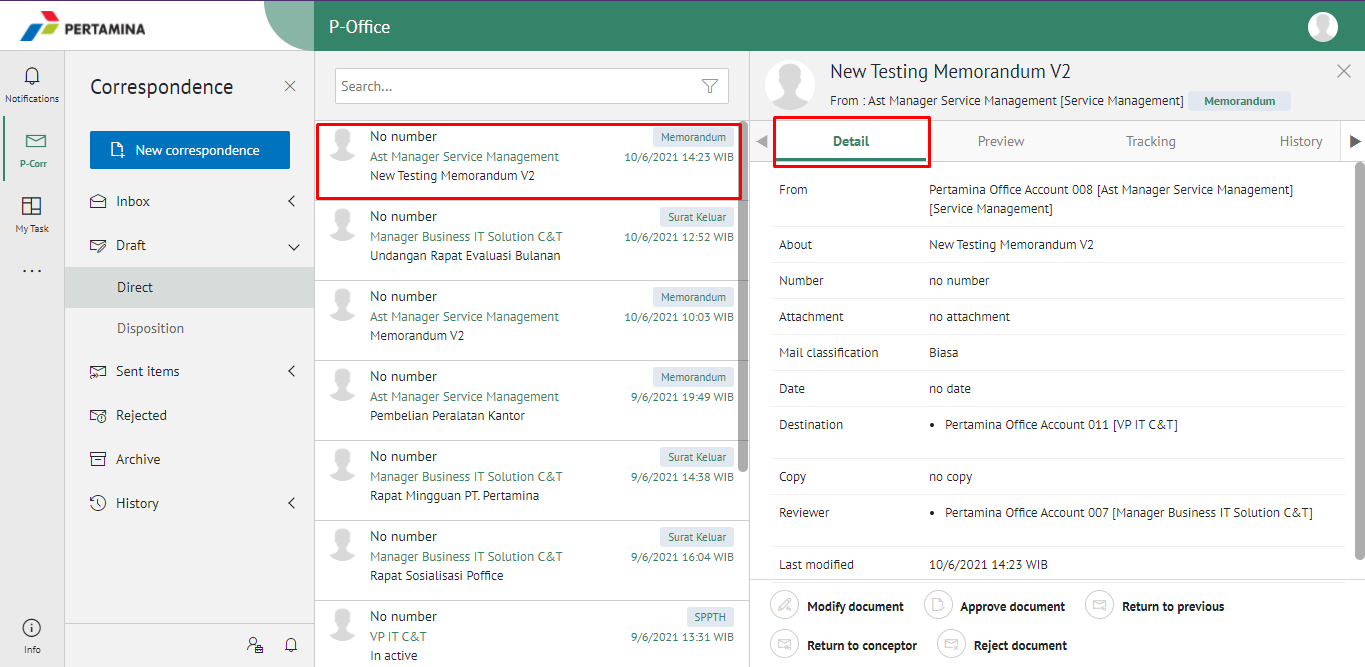 PERTAMINA
P-Office
Notifications
P-Corr
My Task
Info
Correspondence
New correspondence
Inbox
Draft
Direct
Disposition
Sent items
Rejected
Archive
History
Search...
No number
Memorandum
Ast Manager Service Management
10/6/2021 14:23 WIB
New Testing Memorandum V2
No number
Surat Keluar
Manager Business IT Solution C&T
10/6/2021 12:52 WIB
Undangan Rapat Evaluasi Bulanan
No number
Memorandum
Ast Manager Service Management
10/6/2021 10:03 WIB
Memorandum V2
No number
Memorandum
Ast Manager Service Management
9/6/2021 19:49 WIB
Pembelian Peralatan Kantor
No number
Surat Keluar
Manager Business IT Solution C&T
9/6/2021 14:38 WIB
Rapat Mingguan PT. Pertamina
No number
Surat Keluar
Manager Business IT Solution C&T
9/6/2021 16:04 WIB
Rapat Sosialisasi Poffice
No number
SPPTH
VP IT C&T
9/6/2021 13:31 WIB
In active
New Testing Memorandum V2
From : Ast Manager Service Management [Service Management]
Memorandum
Detail
Preview
Tracking
History
From
Pertamina Office Account 008 [Ast Manager Service Management]
[Service Management]
About
New Testing Memorandum V2
Number
no number
Attachment
no attachment
Mail classification
Biasa
Date
no date
Destination
• Pertamina Office Account 011 [VP IT C&T]
Copy
no copy
Reviewer
• Pertamina Office Account 007 [Manager Business IT Solution C&T]
Last modified
10/6/2021 14:23 WIB
Modify document
Approve document
Return to previous
Return to conceptor
Reject document